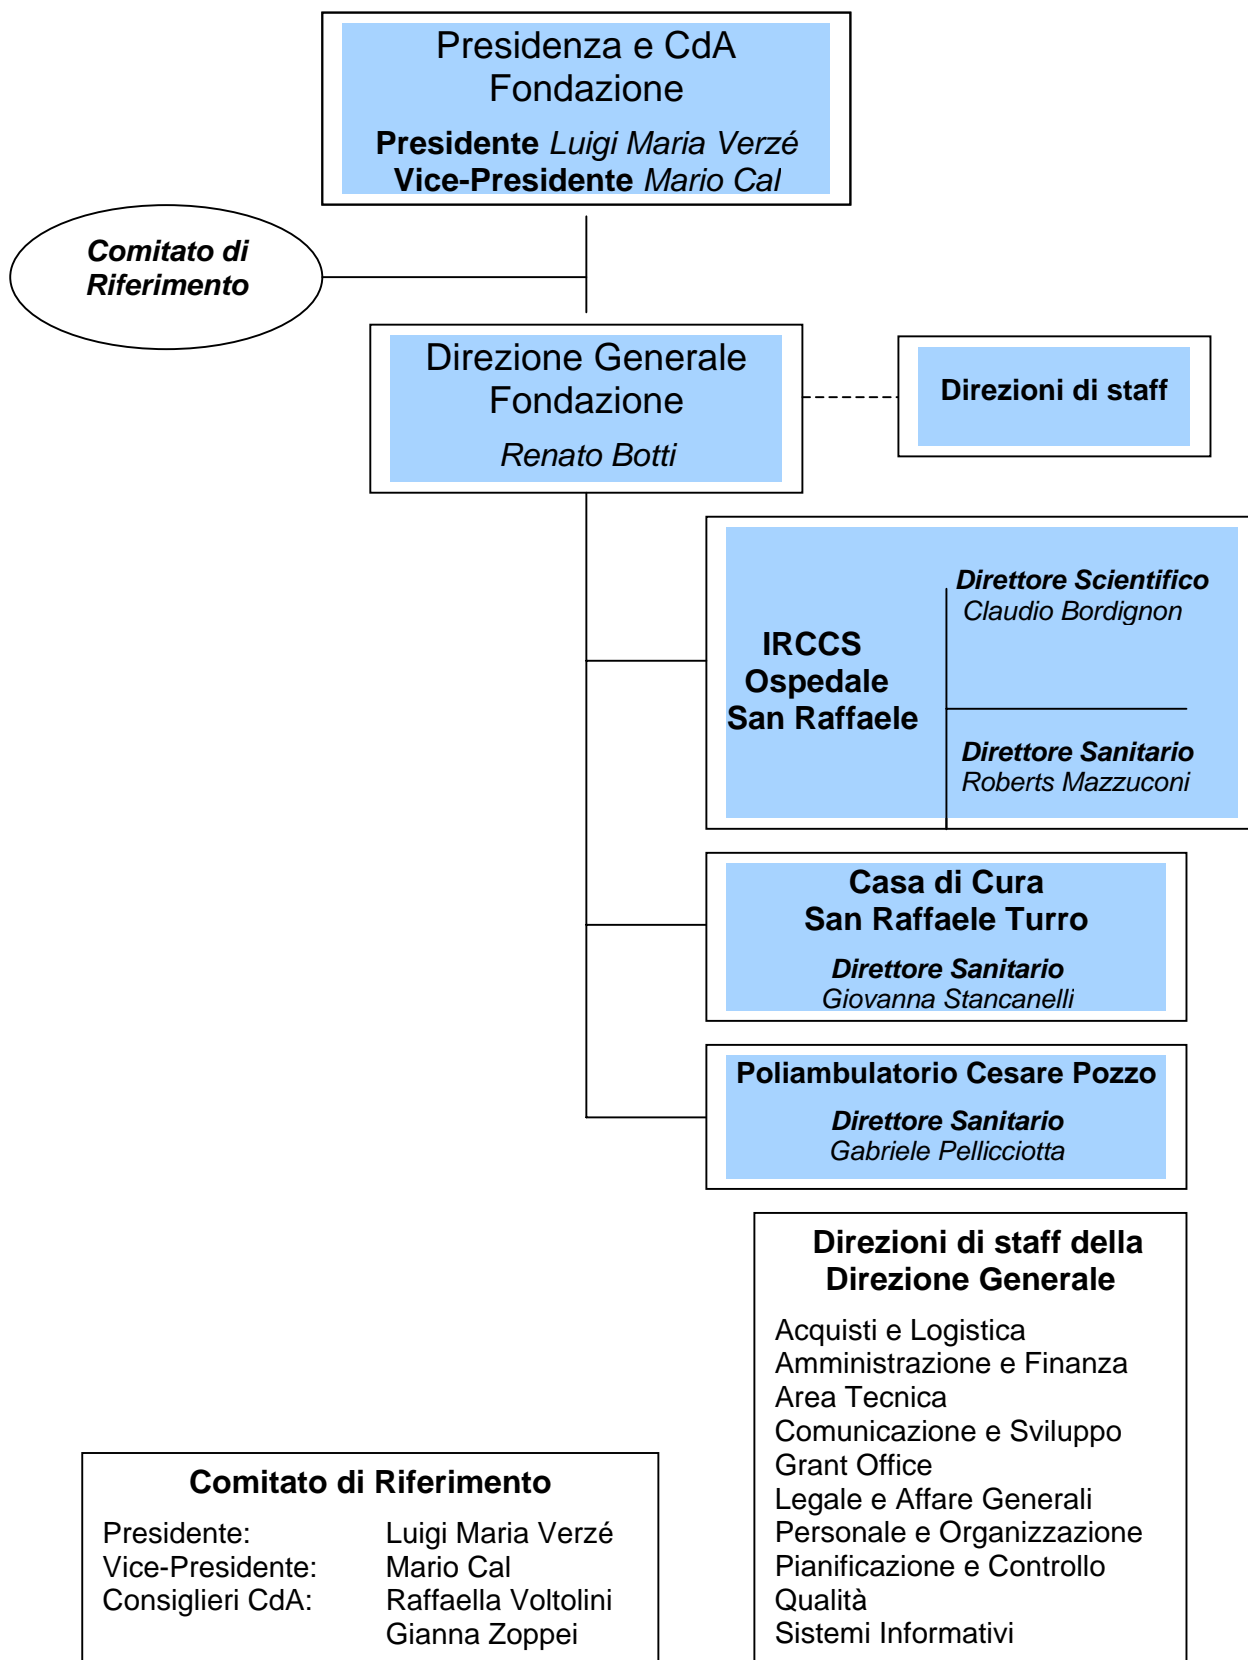 Presidenza e CdA
Fondazione
Presidente Luigi Maria Verzé
Vice-Presidente Mario Cal
Comitato di
Riferimento
Direzione Generale
Fondazione
Renato Botti
Direzioni di staff
IRCCS
Ospedale
San Raffaele
Direttore Scientifico
Claudio Bordignon
Direttore Sanitario
Roberts Mazzuconi
Casa di Cura
San Raffaele Turro
Direttore Sanitario
Giovanna Stancanelli
Poliambulatorio Cesare Pozzo
Direttore Sanitario
Gabriele Pellicciotta
Direzioni di staff della
Direzione Generale
Acquisti e Logistica
Amministrazione e Finanza
Area Tecnica
Comunicazione e Sviluppo
Grant Office
Legale e Affare Generali
Personale e Organizzazione
Pianificazione e Controllo
Qualità
Sistemi Informativi
Comitato di Riferimento
Presidente: Luigi Maria Verzé
Vice-Presidente: Mario Cal
Consiglieri CdA: Raffaella Voltolini
Gianna Zoppei